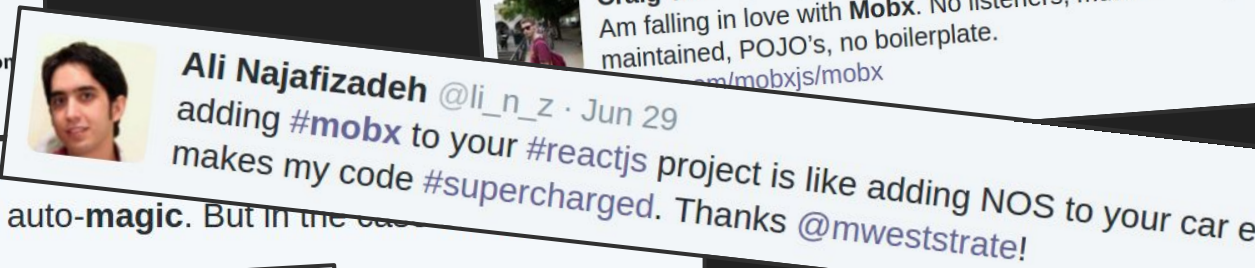 Am falling in love with Mobx. No listeners,
maintained, POJO's, no boilerplate.
/mobxjs/mobx
Ali Najafizadeh @li_n_z · Jun 29
adding #mobx to your #reactjs project is like adding NOS to your car
makes my code #supercharged. Thanks @mweststrate!
auto-magic. But in the